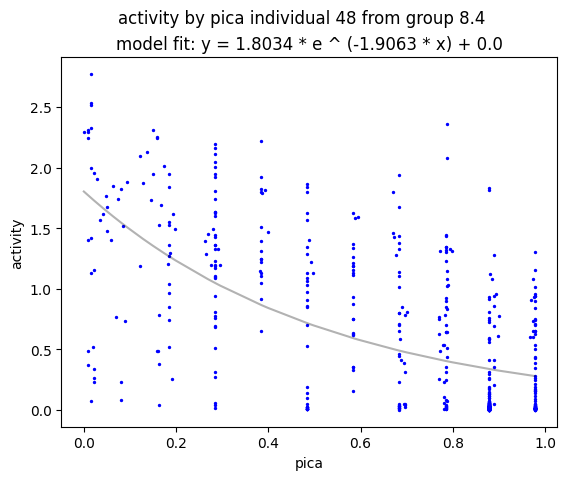 activity by pica individual 48 from group 8.4
model fit: y = 1.8034 * e ^ (-1.9063 * x) + 0.0
2.5
2.0
1.5
1.0
0.5
0.0
activity
0.0 0.2 0.4 0.6 0.8 1.0
pica